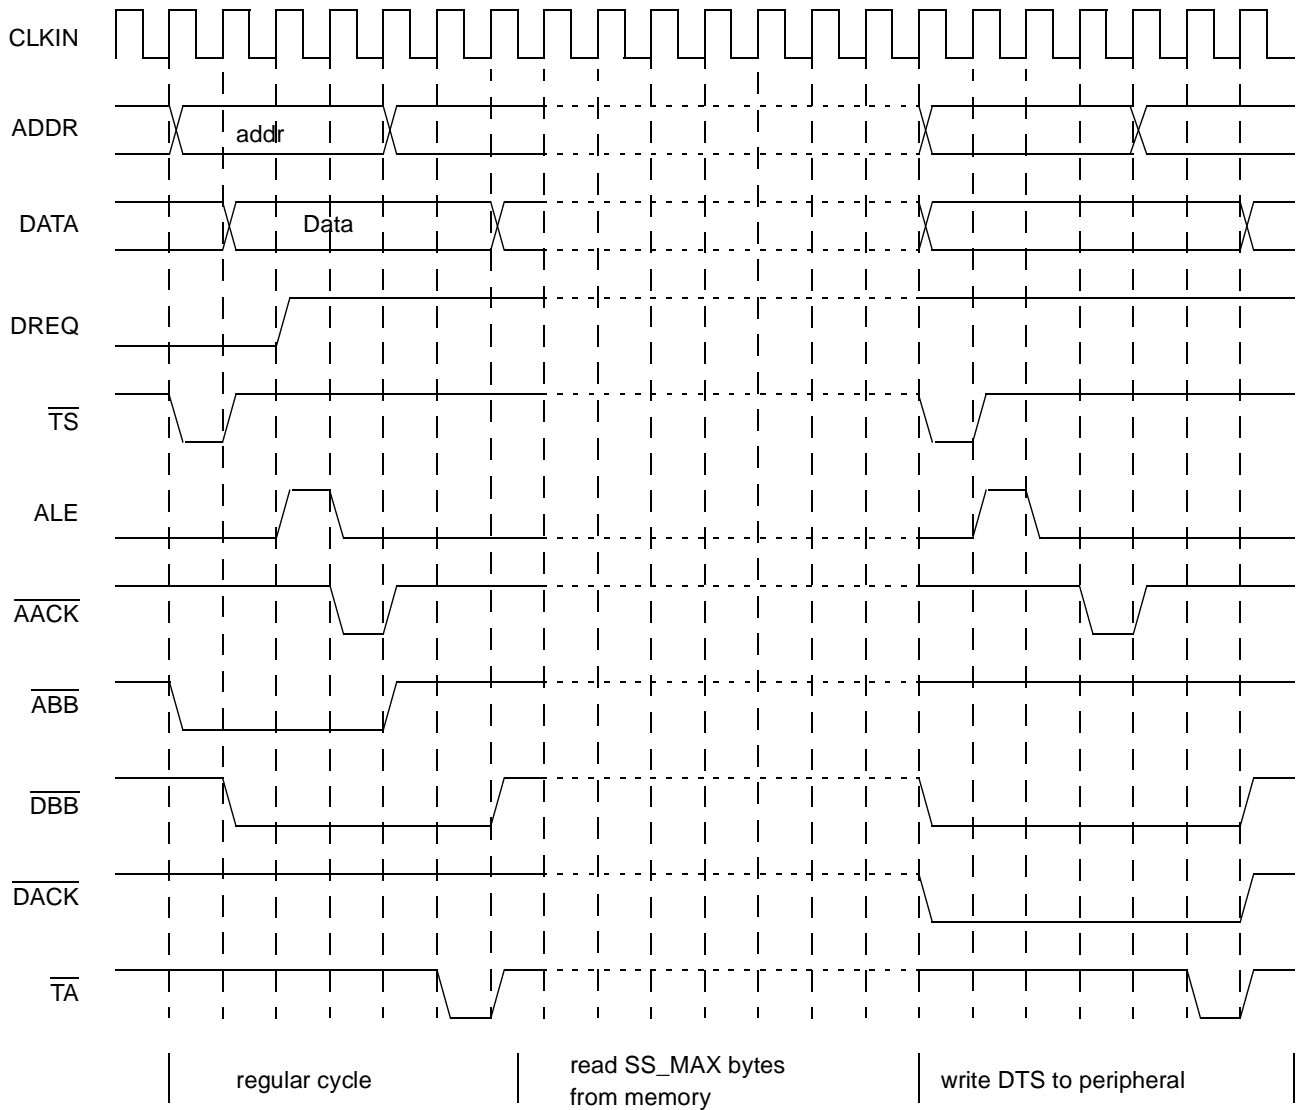 CLKIN
ADDR
addr
DATA
Data
DREQ
TS
ALE
AACK
ABB
DBB
DACK
TA
regular cycle
read SS_MAX bytes
from memory
write DTS to peripheral